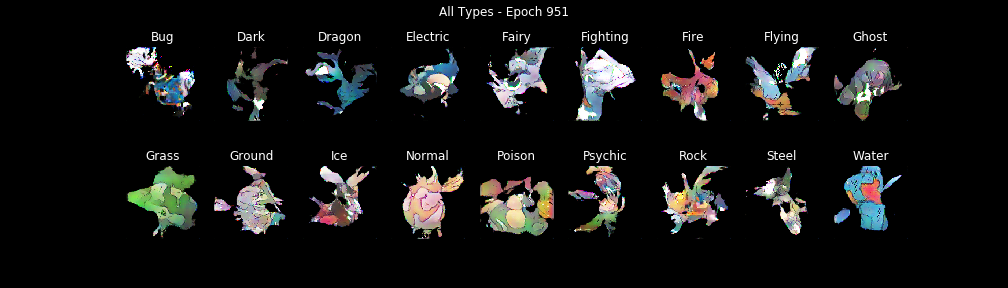 All Types - Epoch 951
Bug Dark Dragon Electric Fairy Fighting Fire Flying Ghost
Grass Ground Ice Normal Poison Psychic Rock Steel Water